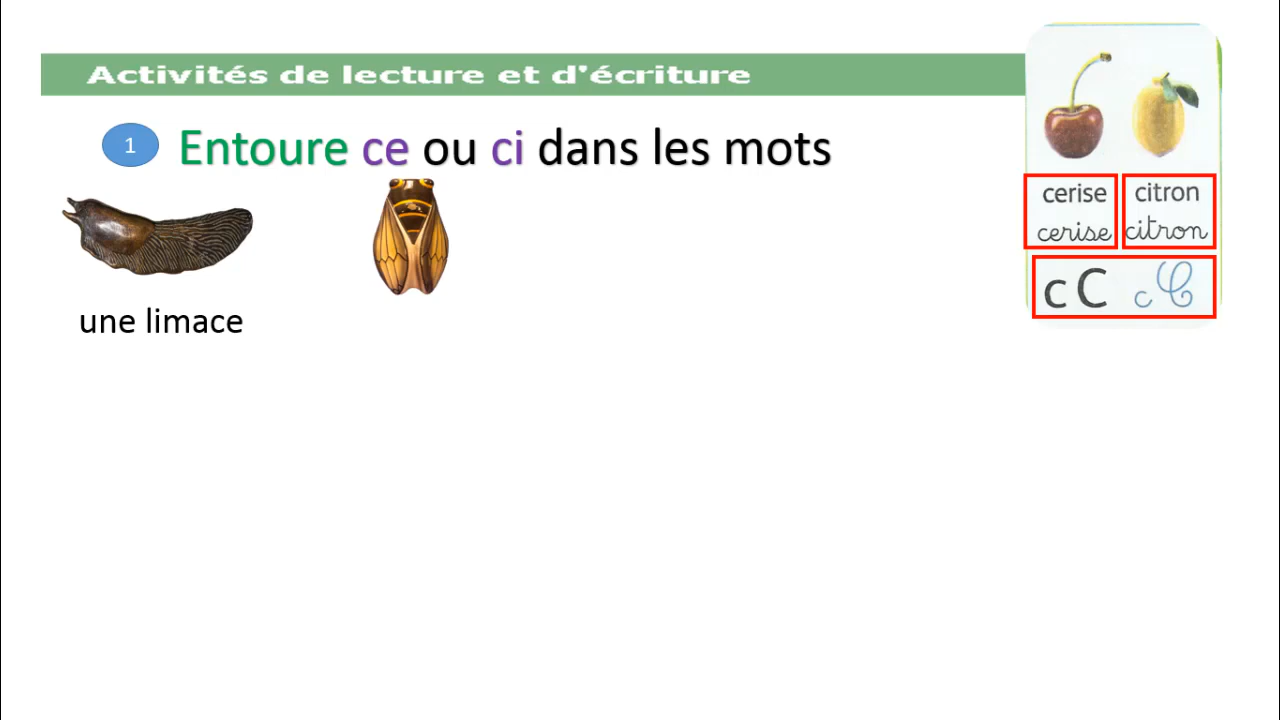 Activités de lecture et d'écriture
1 Entoure ce ou ci dans les mots
une limace
cerise citron
cerise citron
c C c C